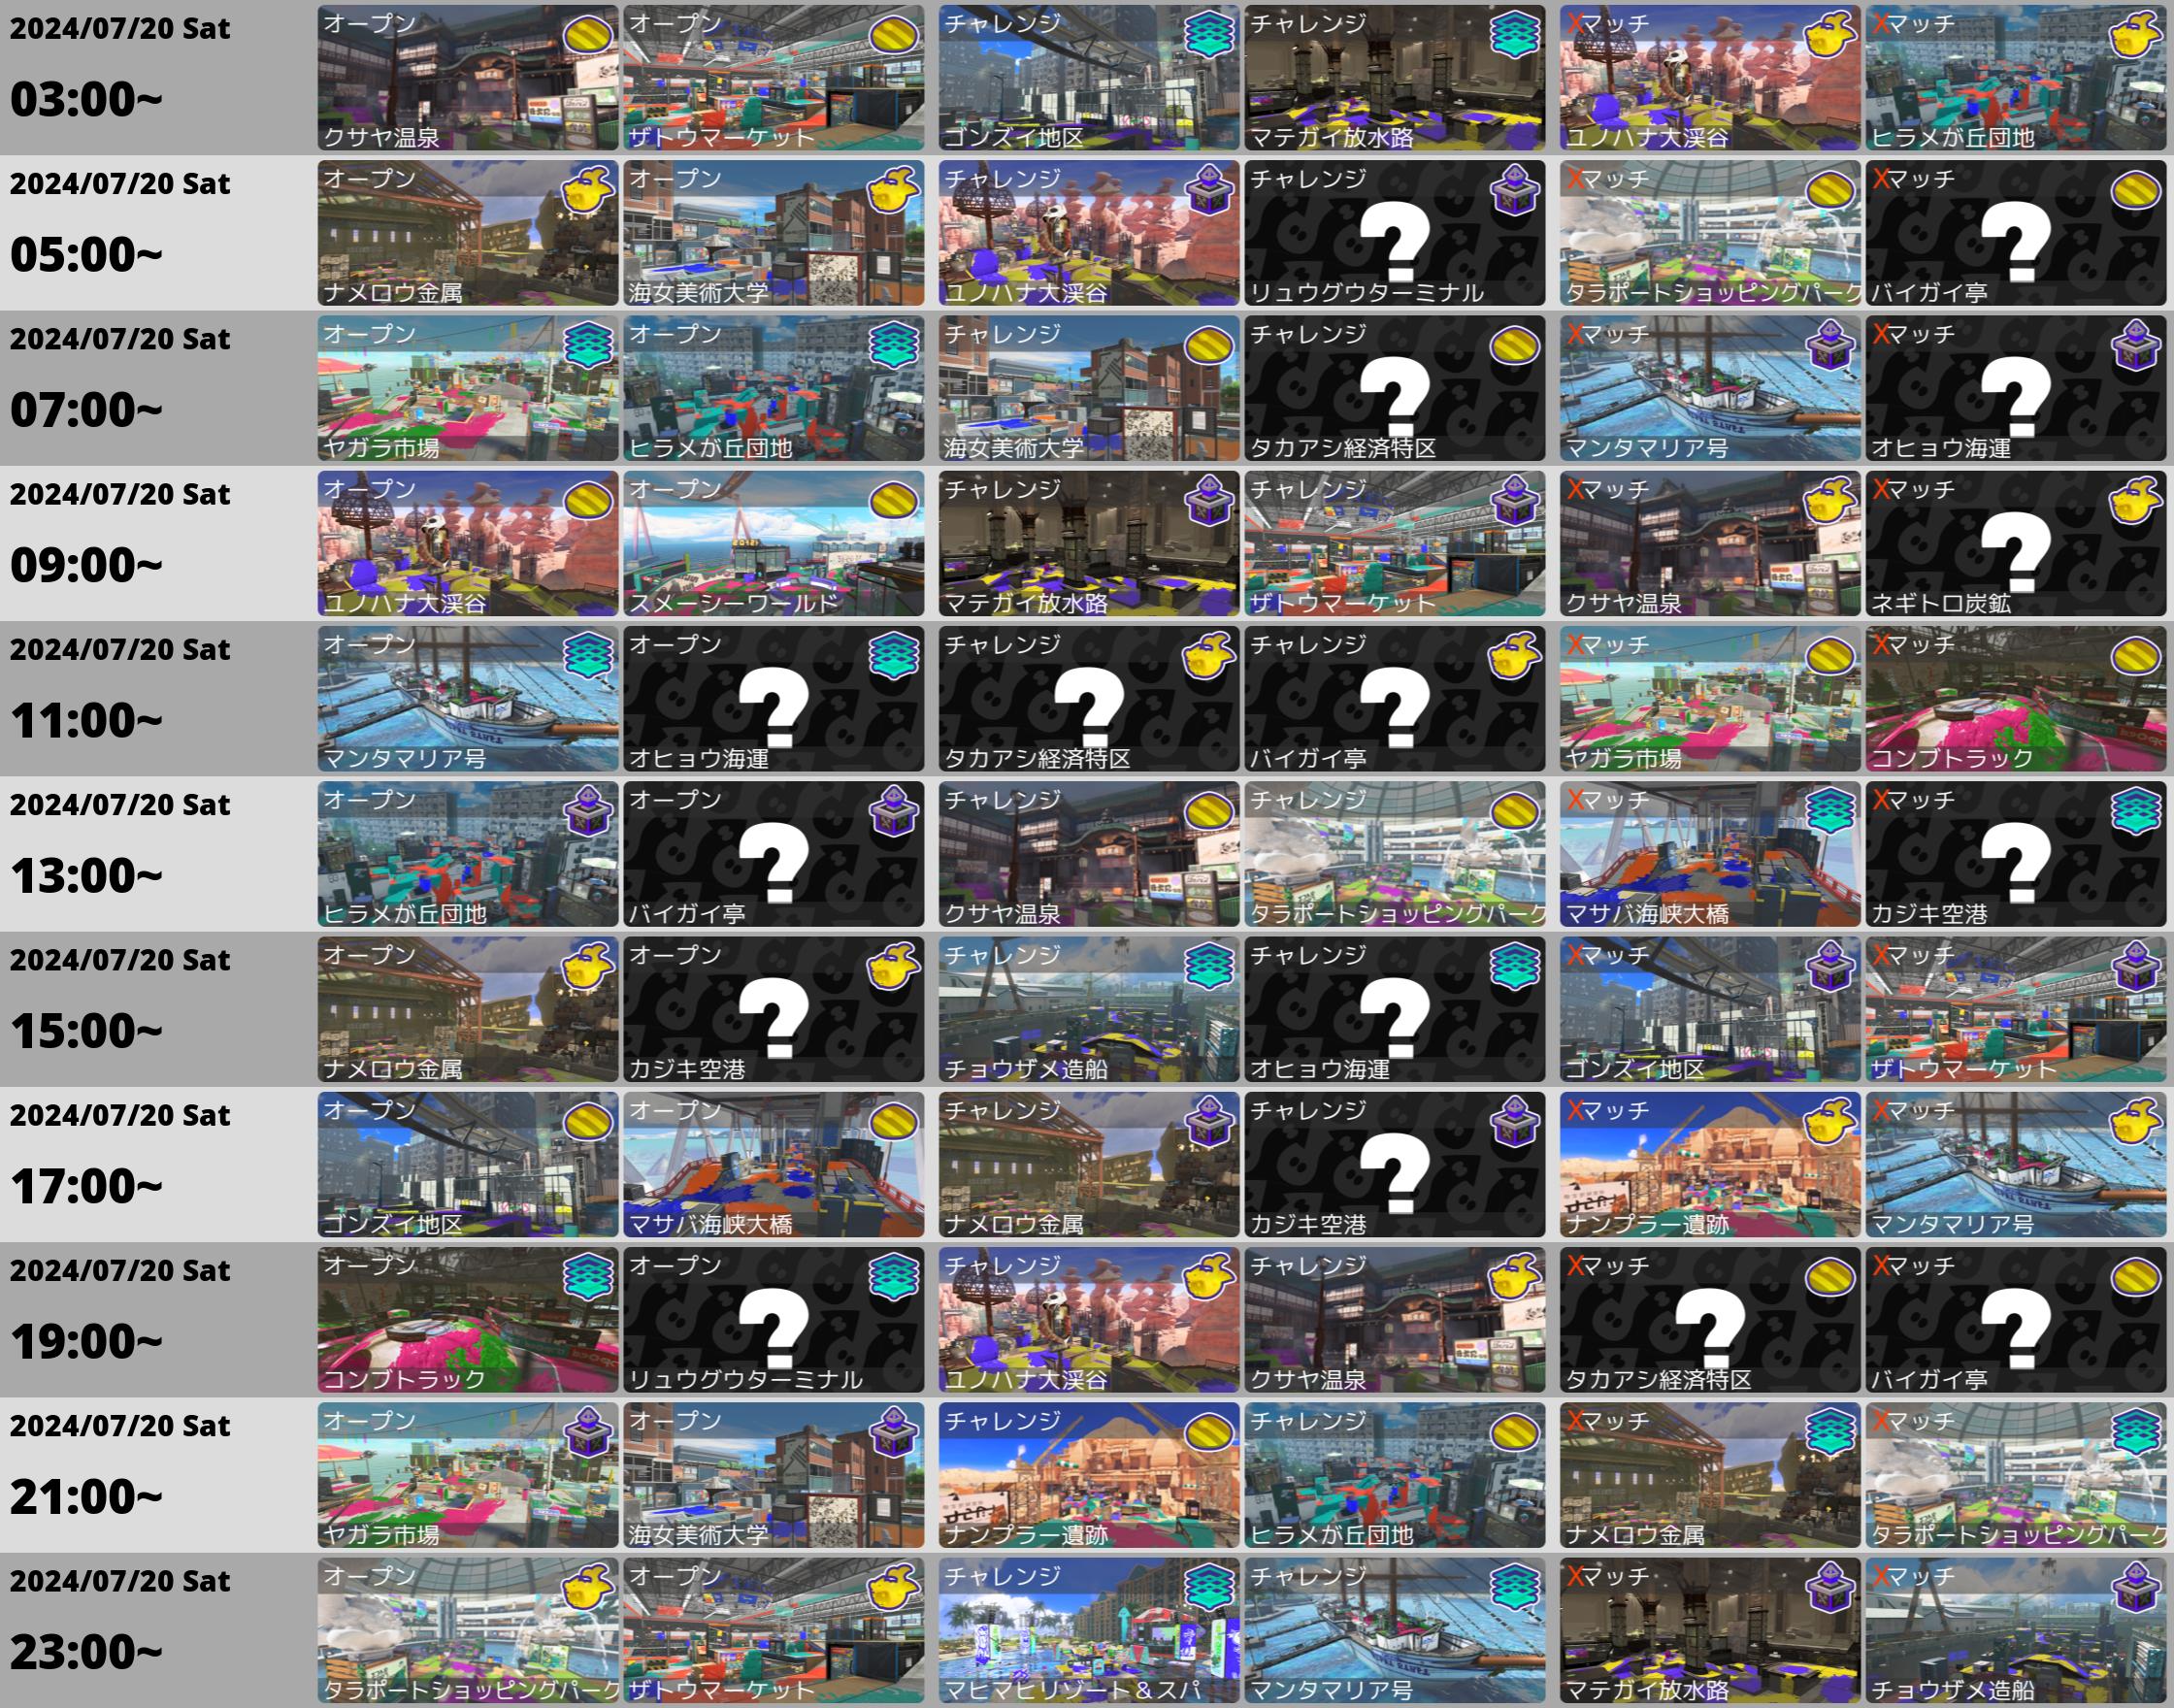 2024/07/20 Sat
03:00~
オープン
クサヤ温泉
オープン
ザトウマーケット
チャレンジ
ゴンズイ地区
チャレンジ
マテガイ放水路
Xマッチ
ユノハナ大渓谷
Xマッチ
ヒラメが丘団地
2024/07/20 Sat
05:00~
オープン
ナメロウ金属
オープン
海女美術大学
チャレンジ
ユノハナ大渓谷
チャレンジ
?
リュウグウターミナル
Xマッチ
タラポートショッピングパーク
Xマッチ
?
バイガイ亭
2024/07/20 Sat
07:00~
オープン
ヤガラ市場
オープン
ヒラメが丘団地
チャレンジ
海女美術大学
チャレンジ
?
タカアシ経済特区
Xマッチ
マンタマリア号
Xマッチ
?
オヒョウ海運
2024/07/20 Sat
09:00~
オープン
ユノハナ大渓谷
オープン
スメーシーワールド
チャレンジ
マテガイ放水路
チャレンジ
ザトウマーケット
Xマッチ
クサヤ温泉
Xマッチ
?
ネギトロ炭鉱
2024/07/20 Sat
11:00~
オープン
マンタマリア号
オープン
?
オヒョウ海運
チャレンジ
?
タカアシ経済特区
チャレンジ
?
バイガイ亭
Xマッチ
ヤガラ市場
Xマッチ
コンブトラック
2024/07/20 Sat
13:00~
オープン
ヒラメが丘団地
オープン
?
バイガイ亭
チャレンジ
クサヤ温泉
チャレンジ
タラポートショッピングパーク
Xマッチ
マサバ海峡大橋
Xマッチ
?
カジキ空港
2024/07/20 Sat
15:00~
オープン
ナメロウ金属
オープン
?
カジキ空港
チャレンジ
チョウザメ造船
チャレンジ
?
オヒョウ海運
Xマッチ
ゴンズイ地区
Xマッチ
ザトウマーケット
2024/07/20 Sat
17:00~
オープン
ゴンズイ地区
オープン
マサバ海峡大橋
チャレンジ
ナメロウ金属
チャレンジ
?
カジキ空港
Xマッチ
ナンプラー遺跡
Xマッチ
マンタマリア号
2024/07/20 Sat
19:00~
オープン
コンブトラック
オープン
?
リュウグウターミナル
チャレンジ
ユノハナ大渓谷
チャレンジ
クサヤ温泉
Xマッチ
?
タカアシ経済特区
Xマッチ
?
バイガイ亭
2024/07/20 Sat
21:00~
オープン
ヤガラ市場
オープン
海女美術大学
チャレンジ
ナンプラー遺跡
チャレンジ
ヒラメが丘団地
Xマッチ
ナメロウ金属
Xマッチ
タラポートショッピングパーク
2024/07/20 Sat
23:00~
オープン
タラポートショッピングパーク
オープン
ザトウマーケット
チャレンジ
マヒマヒリゾート&スパ
チャレンジ
マンタマリア号
Xマッチ
マテガイ放水路
Xマッチ
チョウザメ造船